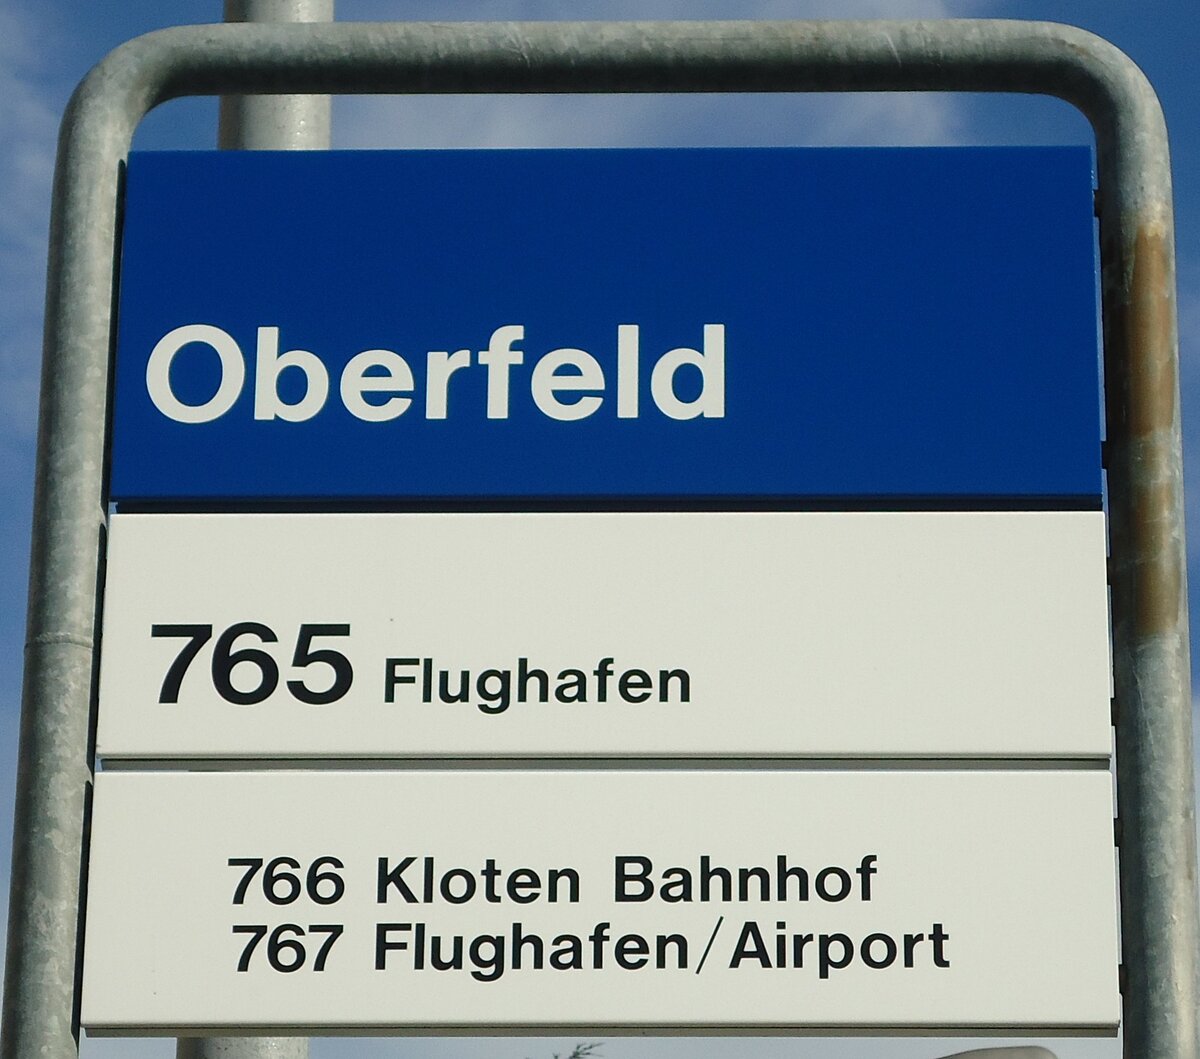 Oberfeld
765 Flughafen
766 Kloten Bahnhof
767 Flughafen/Airport